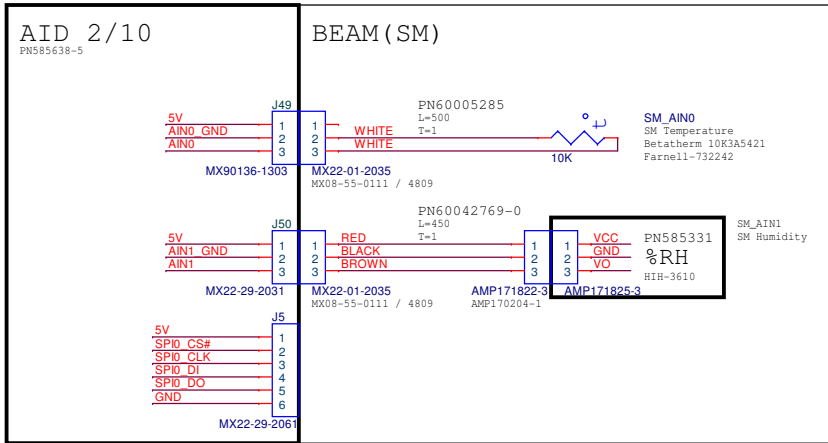 AID 2/10
PN585638-5
BEAM(SM)
J49
5V
AIN0_GND
AIN0
1
2
3
1
2
3
MX90136-1303
MX22-01-2035
MX08-55-0111 / 4809
WHITE
WHITE
PN60005285
L=500
T=1
t
10K
SM_AIN0
SM Temperature
Betatherm 10K3A5421
Farnell-732242
J50
5V
AIN1_GND
AIN1
1
2
3
1
2
3
MX22-29-2031
MX22-01-2035
MX08-55-0111 / 4809
RED
BLACK
BROWN
PN60042769-0
L=450
T=1
1
2
3
1
2
3
AMP171822-3
AMP170204-1
AMP171825-3
VCC
GND
VO
PN585331
%RH
HIH-3610
SM_AIN1
SM Humidity
J5
5V
SPI0_CS#
SPI0_CLK
SPI0_DI
SPI0_DO
GND
1
2
3
4
5
6
MX22-29-2061